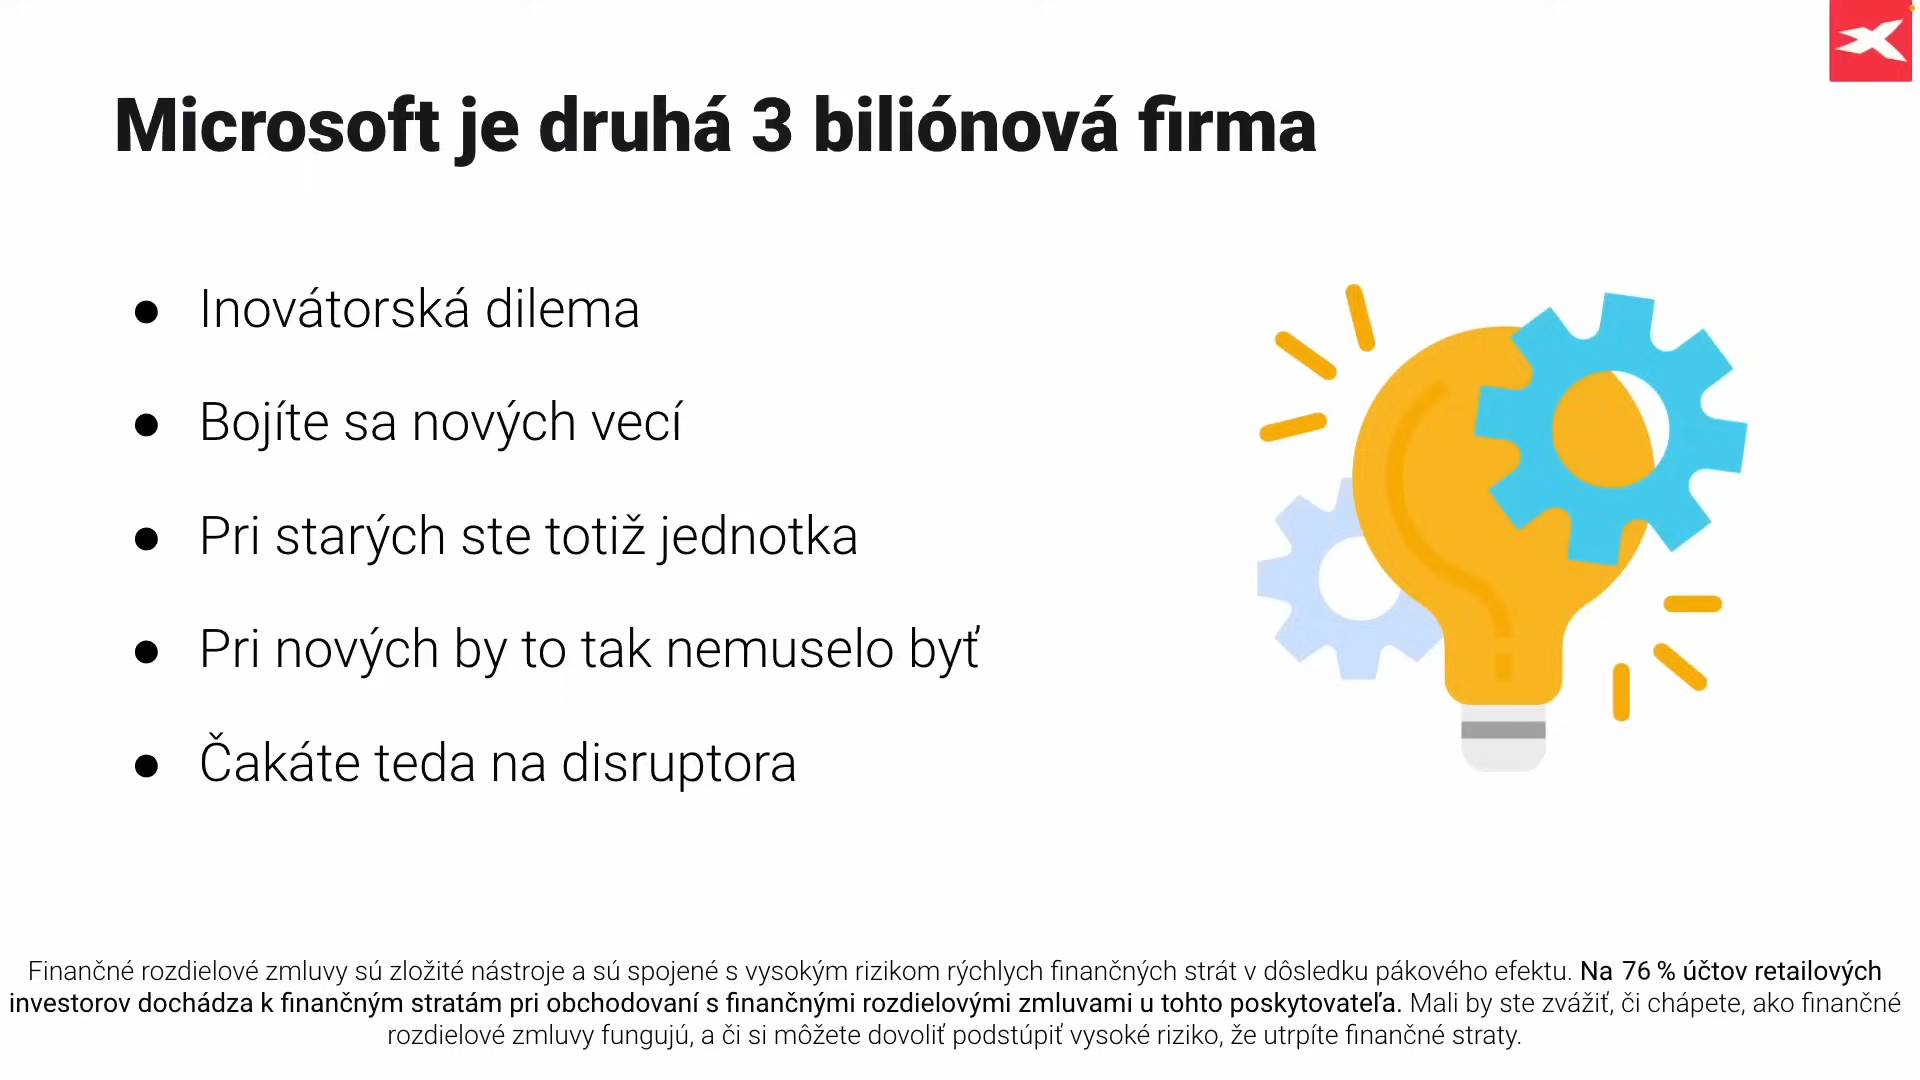 Microsoft je druhá 3 biliónová firma
● Inovátorská dilema
● Bojíte sa nových vecí
● Pri starých ste totiž jednotka
● Pri nových by to tak nemuselo byť
● Čakáte teda na disruptora
Finančné rozdielové zmluvy sú zložité nástroje a sú spojené s vysokým rizikom rýchlych finančných strát v dôsledku pákového efektu. Na 76 % účtov retailových
investorov dochádza k finančným stratám pri obchodovaní s finančnými rozdielovými zmluvami u tohto poskytovateľa. Mali by ste zvážiť, či chápete, ako finančné
rozdielové zmluvy fungujú, a či si môžete dovoliť podstúpiť vysoké riziko, že utrpíte finančné straty.